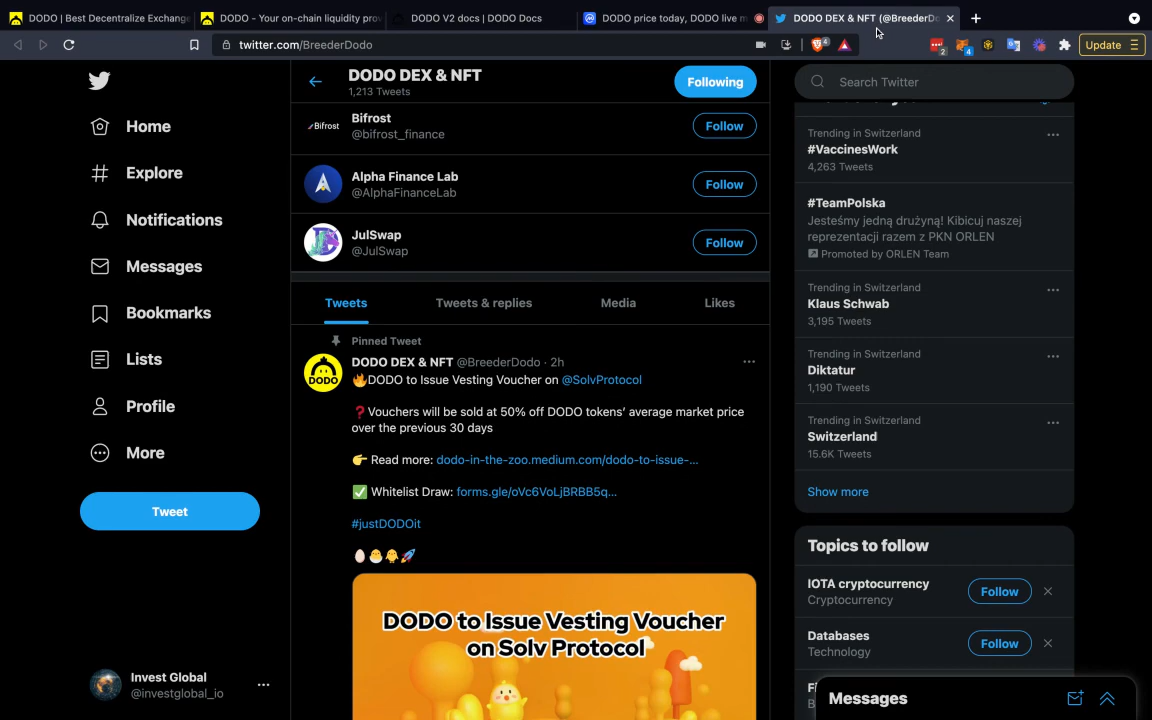 DODO | Best Decentralize Exchange
DODO - Your on-chain liquidity prov
DODO V2 docs | DODO Docs
DODO price today, DODO live m
DODO DEX & NFT (@BreederDo
twitter.com/BreederDodo
4
2
4
Update
DODO DEX & NFT
1,213 Tweets
Following
Search Twitter
Home
Explore
Notifications
Messages
Bookmarks
Lists
Profile
More
Tweet
Invest Global
@investglobal_io
Bifrost
Bifrost
@bifrost_finance
Follow
Alpha Finance Lab
@AlphaFinanceLab
Follow
JulSwap
@JulSwap
Follow
Tweets
Tweets & replies
Media
Likes
Pinned Tweet
DODO
DODO DEX & NFT @BreederDodo · 2h
🔥DODO to Issue Vesting Voucher on @SolvProtocol
❓Vouchers will be sold at 50% off DODO tokens’ average market price
over the previous 30 days
👉 Read more: dodo-in-the-zoo.medium.com/dodo-to-issue-...
✅ Whitelist Draw: forms.gle/oVc6VoLjBRBB5q...
#justDODOit
🥚🐣🐥🚀
DODO to Issue Vesting Voucher
on Solv Protocol
Trending in Switzerland
#VaccinesWork
4,263 Tweets
#TeamPolska
Jesteśmy jedną drużyną! Kibicuj naszej
reprezentacji razem z PKN ORLEN
Promoted by ORLEN Team
Trending in Switzerland
Klaus Schwab
3,195 Tweets
Trending in Switzerland
Diktatur
1,190 Tweets
Trending in Switzerland
Switzerland
15.6K Tweets
Show more
Topics to follow
IOTA cryptocurrency
Cryptocurrency
Follow
Databases
Technology
Follow
Messages